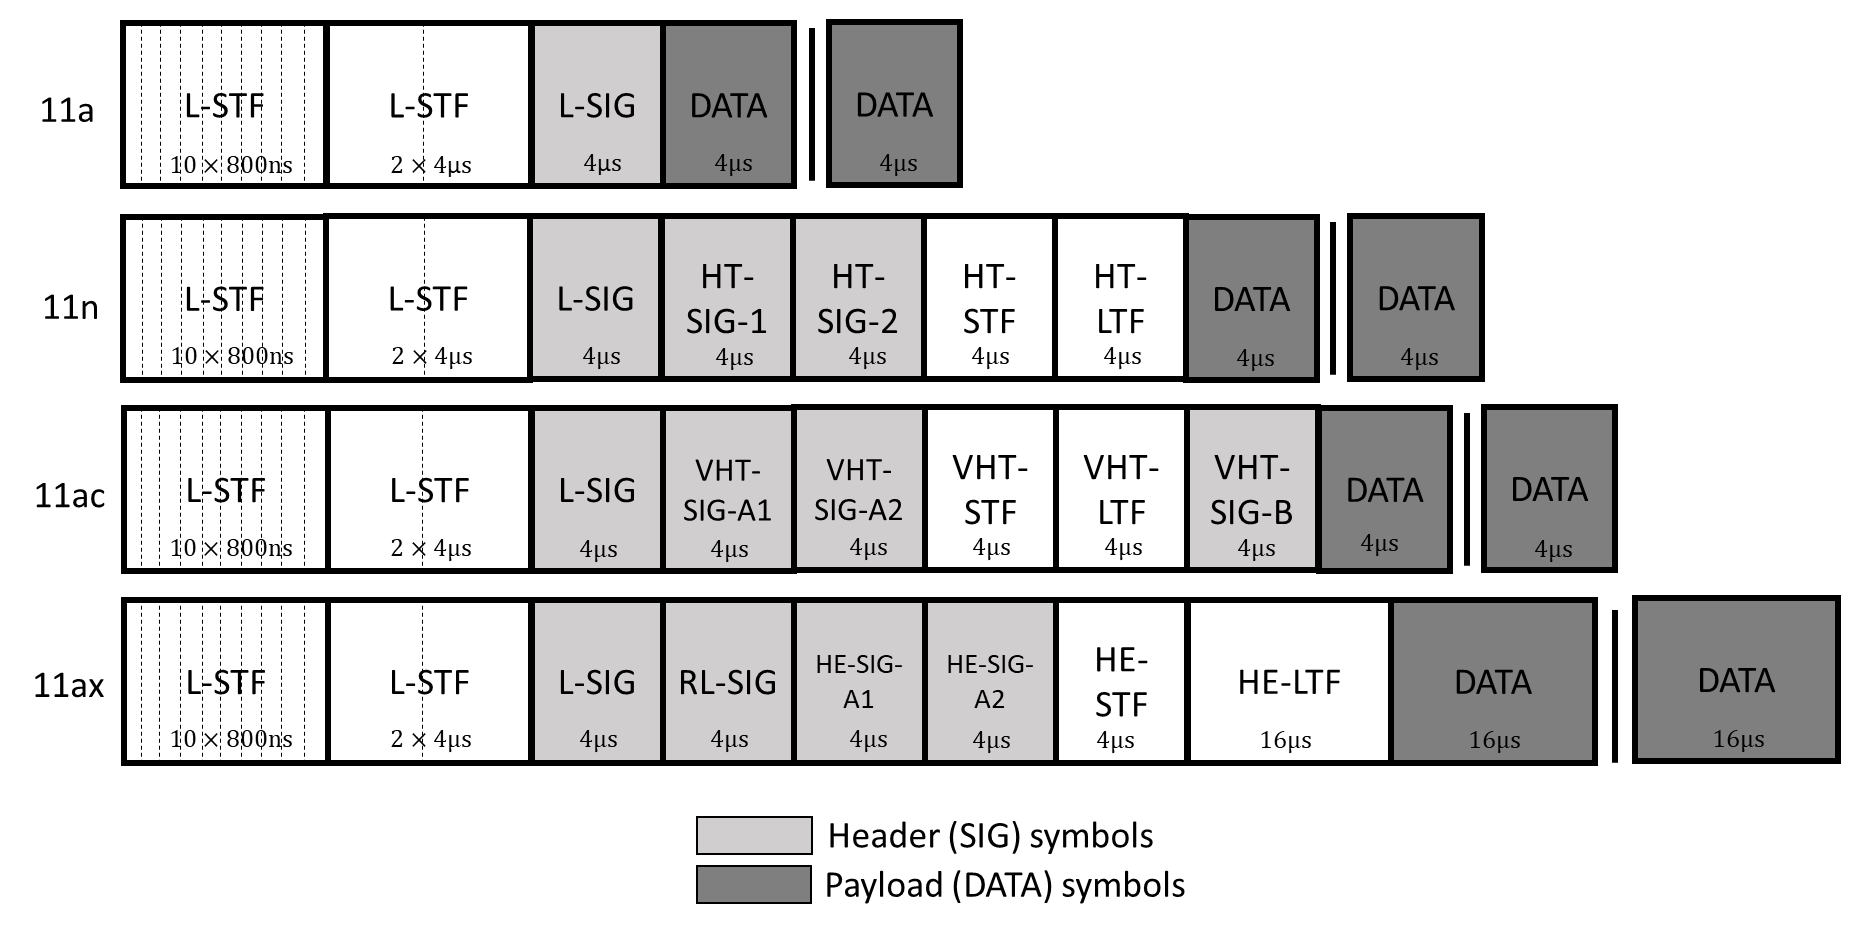 11a
L-STF
10 × 800ns
L-STF
2 × 4μs
L-SIG
4μs
DATA
4μs
DATA
4μs
11n
L-STF
10 × 800ns
L-STF
2 × 4μs
L-SIG
4μs
HT-
SIG-1
4μs
HT-
SIG-2
4μs
HT-
STF
4μs
HT-
LTF
4μs
DATA
4μs
DATA
4μs
11ac
L-STF
10 × 800ns
L-STF
2 × 4μs
L-SIG
4μs
VHT-
SIG-A1
4μs
VHT-
SIG-A2
4μs
VHT-
STF
4μs
VHT-
LTF
4μs
VHT-
SIG-B
4μs
DATA
4μs
DATA
4μs
11ax
L-STF
10 × 800ns
L-STF
2 × 4μs
L-SIG
4μs
RL-SIG
4μs
HE-SIG-
A1
4μs
HE-SIG-
A2
4μs
HE-
STF
4μs
HE-LTF
16μs
DATA
16μs
DATA
16μs
Header (SIG) symbols
Payload (DATA) symbols